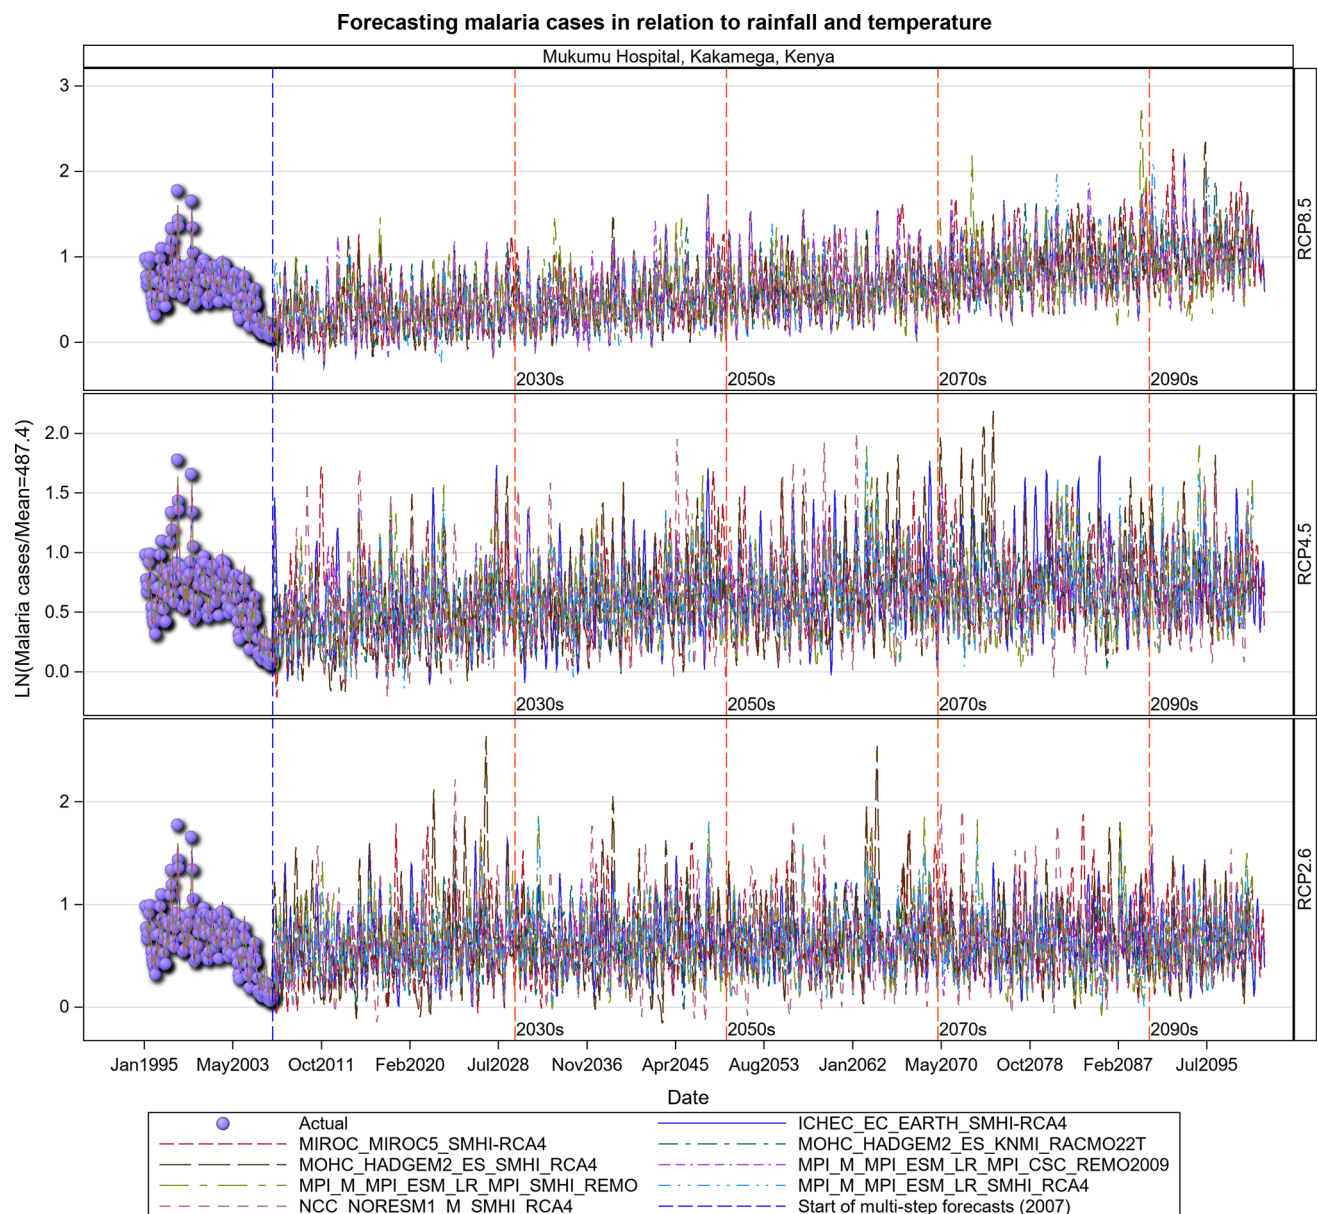 Forecasting malaria cases in relation to rainfall and temperature
Mukumu Hospital, Kakamega, Kenya
LN(Malaria cases/Mean=487.4)
3
2
1
0
2030s 2050s 2070s 2090s
RCP8.5
2.0
1.5
1.0
0.5
0.0
2030s 2050s 2070s 2090s
RCP4.5
2
1
0
2030s 2050s 2070s 2090s
RCP2.6
Jan1995 May2003 Oct2011 Feb2020 Jul2028 Nov2036 Apr2045 Aug2053 Jan2062 May2070 Oct2078 Feb2087 Jul2095
Date
Actual ICHEC_EC_EARTH_SMHI-RCA4
MIROC_MIROC5_SMHI-RCA4 MOHC_HADGEM2_ES_KNMI_RACMO22T
MOHC_HADGEM2_ES_SMHI_RCA4 MPI_M_MPI_ESM_LR_MPI_CSC_REMO2009
MPI_M_MPI_ESM_LR_MPI_SMHI_REMO MPI_M_MPI_ESM_LR_SMHI_RCA4
NCC_NORESM1_M_SMHI_RCA4 Start of multi-step forecasts (2007)